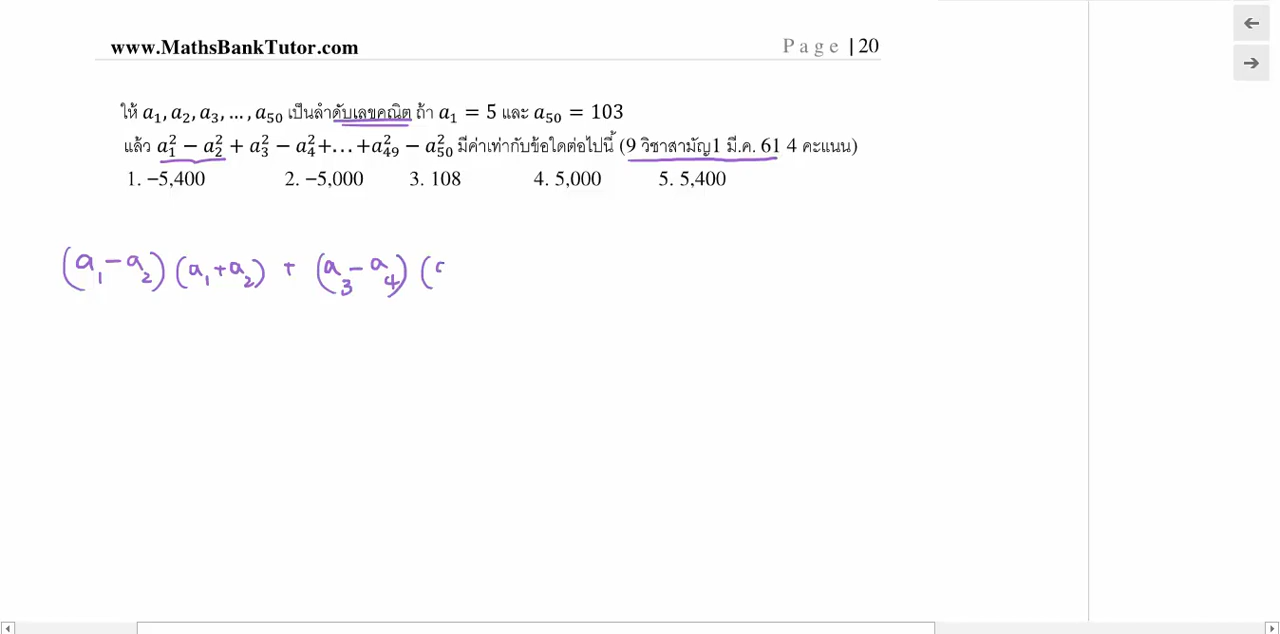 www.MathsBankTutor.com Page | 20
ให้ a₁, a₂, a₃, ..., a₅₀ เป็นลำดับเลขคณิต ถ้า a₁ = 5 และ a₅₀ = 103
แล้ว a₁² − a₂² + a₃² − a₄² +...+a₄₉² − a₅₀² มีค่าเท่ากับข้อใดต่อไปนี้ (9 วิชาสามัญ1 มี.ค. 61 4 คะแนน)
1. −5,400 2. −5,000 3. 108 4. 5,000 5. 5,400
(a₁ − a₂) (a₁ + a₂) + (a₃ − a₄) (